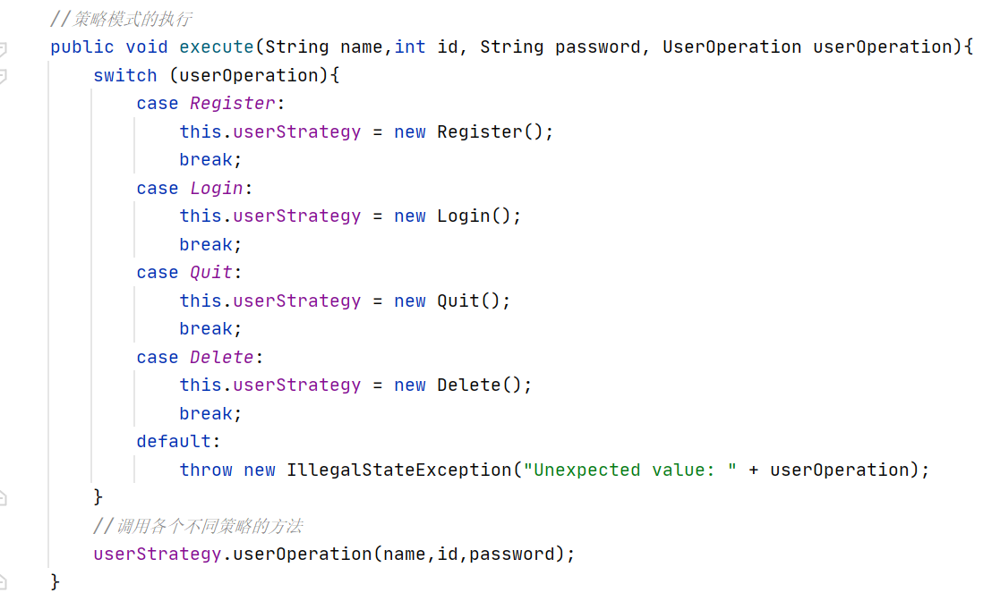 //策略模式的执行
public void execute(String name,int id, String password, UserOperation userOperation){
    switch (userOperation){
        case Register:
            this.userStrategy = new Register();
            break;
        case Login:
            this.userStrategy = new Login();
            break;
        case Quit:
            this.userStrategy = new Quit();
            break;
        case Delete:
            this.userStrategy = new Delete();
            break;
        default:
            throw new IllegalStateException("Unexpected value: " + userOperation);
    }
    //调用各个不同策略的方法
    userStrategy.userOperation(name,id,password);
}